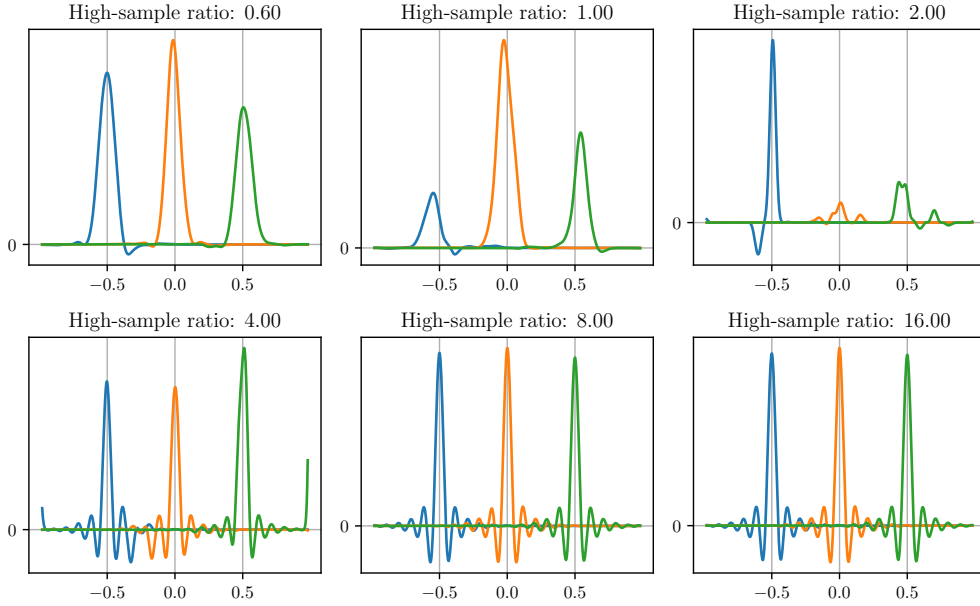 High-sample ratio: 0.60
High-sample ratio: 1.00
High-sample ratio: 2.00
0
0
0
−0.5 0.0 0.5
−0.5 0.0 0.5
−0.5 0.0 0.5
High-sample ratio: 4.00
High-sample ratio: 8.00
High-sample ratio: 16.00
0
0
0
−0.5 0.0 0.5
−0.5 0.0 0.5
−0.5 0.0 0.5